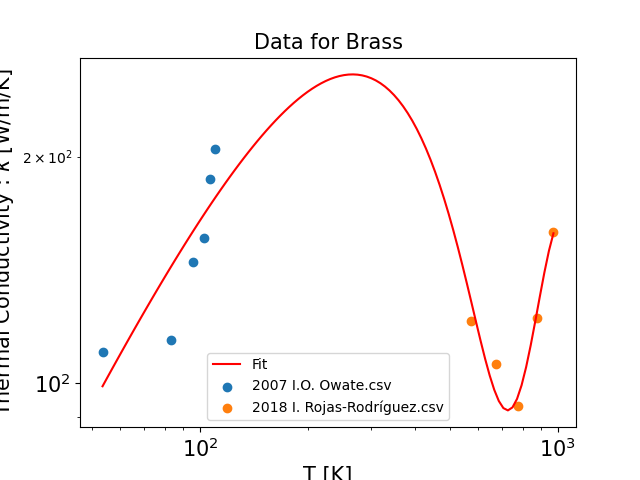 Data for Brass
Thermal Conductivity : k [W/m/K]
2 × 10²
10²
Fit
2007 I.O. Owate.csv
2018 I. Rojas-Rodríguez.csv
10² 10³
T [K]